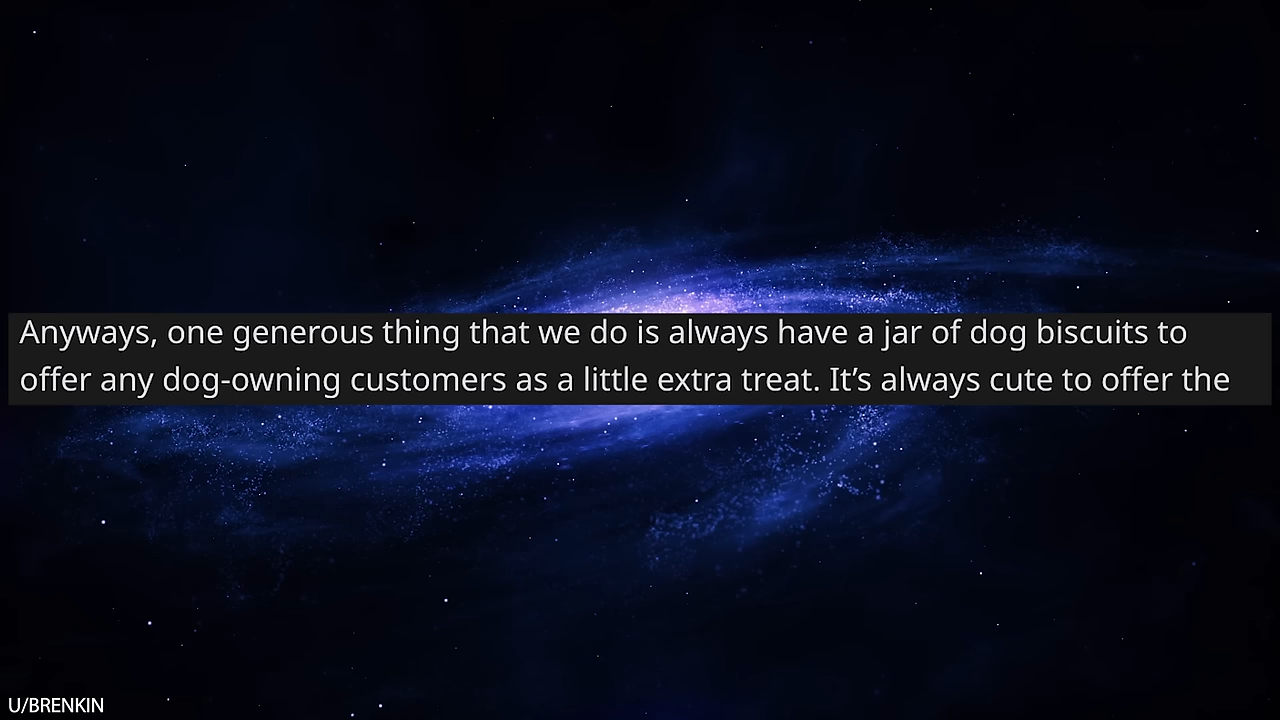 Anyways, one generous thing that we do is always have a jar of dog biscuits to
offer any dog-owning customers as a little extra treat. It’s always cute to offer the
U/BRENKIN